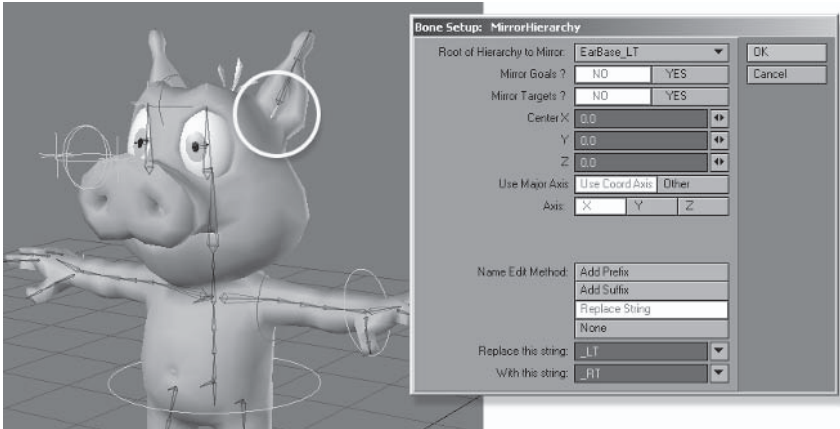 Bone Setup: MirrorHierarchy
Root of Hierarchy to Mirror: EarBase_LT OK
Mirror Goals ? NO YES Cancel
Mirror Targets ? NO YES
Center X 0.0
Y 0.0
Z 0.0
Use Major Axis Use Coord Axis Other
Axis: X Y Z
Name Edit Method: Add Prefix
Add Suffix
Replace String
None
Replace this string: _LT
With this string: _RT